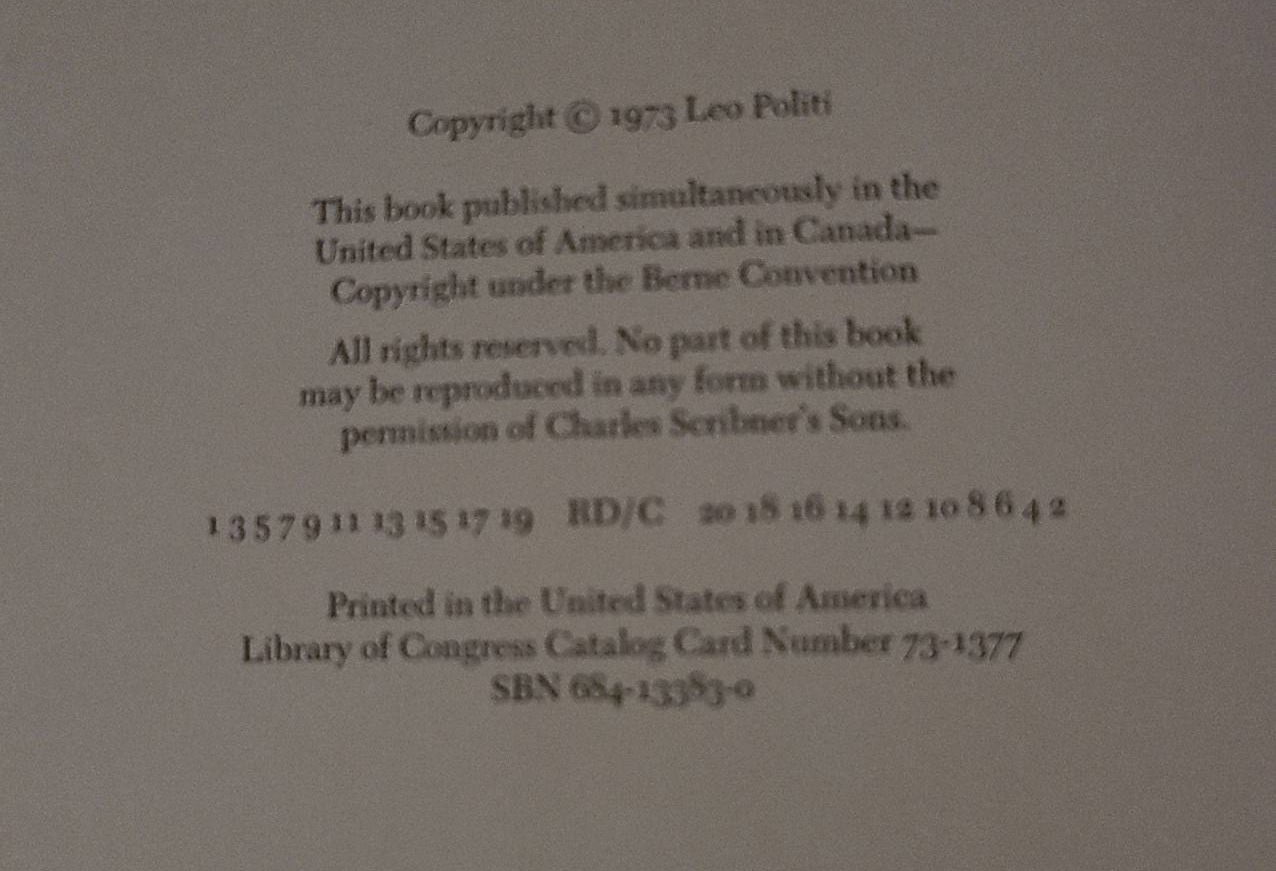 Copyright © 1973 Leo Politi
This book published simultaneously in the
United States of America and in Canada—
Copyright under the Berne Convention
All rights reserved. No part of this book
may be reproduced in any form without the
permission of Charles Scribner's Sons.
1 3 5 7 9 11 13 15 17 19 RD/C 20 18 16 14 12 10 8 6 4 2
Printed in the United States of America
Library of Congress Catalog Card Number 73-1377
SBN 684-13383-0